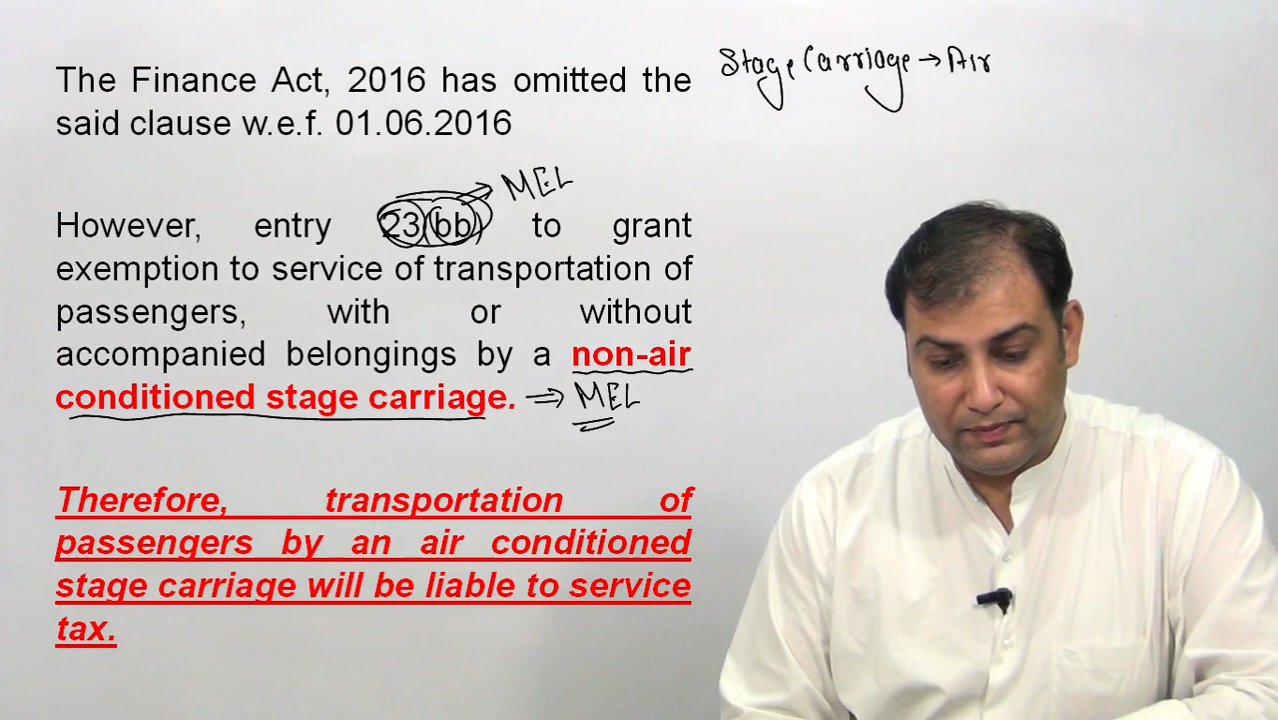 The Finance Act, 2016 has omitted the
said clause w.e.f. 01.06.2016
Stage Carriage → Air
MEL
However, entry 23(bb) to grant
exemption to service of transportation of
passengers, with or without
accompanied belongings by a non-air
conditioned stage carriage. ⇒ MEL
Therefore, transportation of
passengers by an air conditioned
stage carriage will be liable to service
tax.